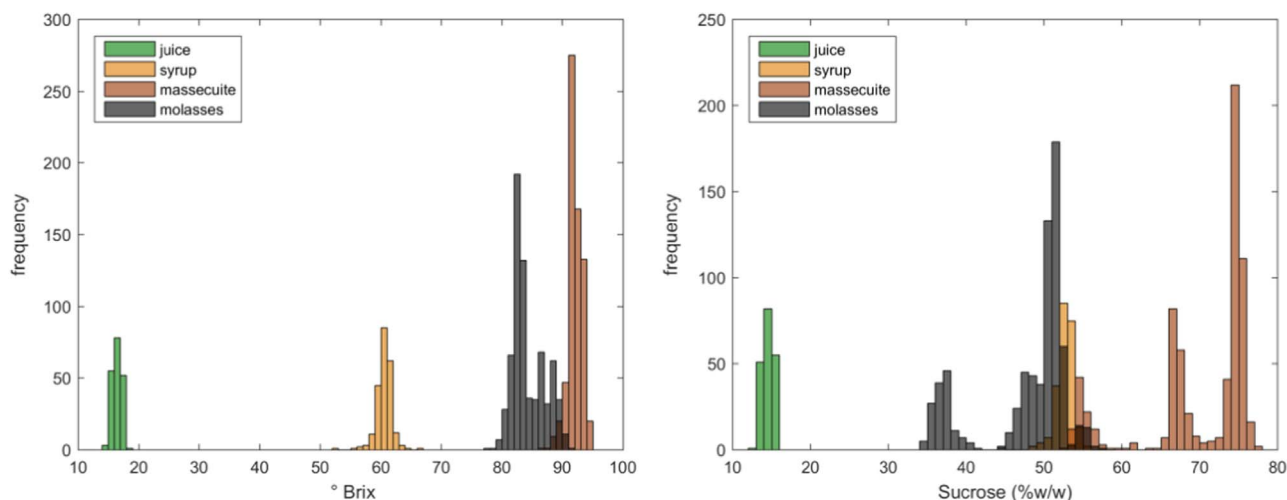 300
250
200
150
100
50
0
frequency
juice
syrup
massecuite
molasses
10 20 30 40 50 60 70 80 90 100
° Brix
250
200
150
100
50
0
frequency
juice
syrup
massecuite
molasses
10 20 30 40 50 60 70 80
Sucrose (%w/w)